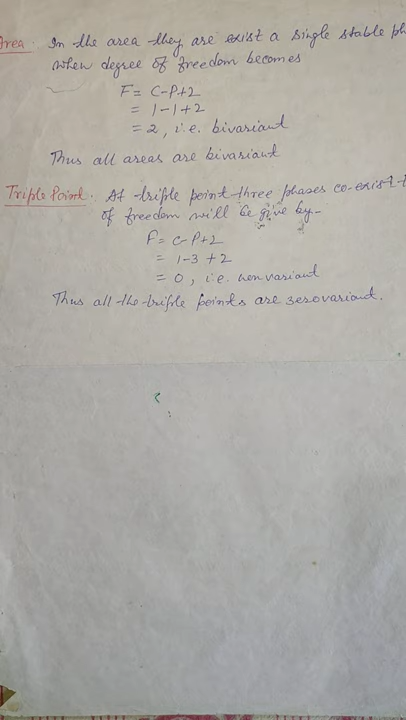 Area. In the area they are exist a single stable ph
when degree of freedom becomes
F = C-P+2
= 1-1+2
= 2, i.e. bivariant
Thus all areas are bivariant
Triple Point. At triple point three phases co-exist
of freedom will be give by-
F = C-P+2
= 1-3+2
= 0, i.e. nonvariant
Thus all the triple points are zerovariant.